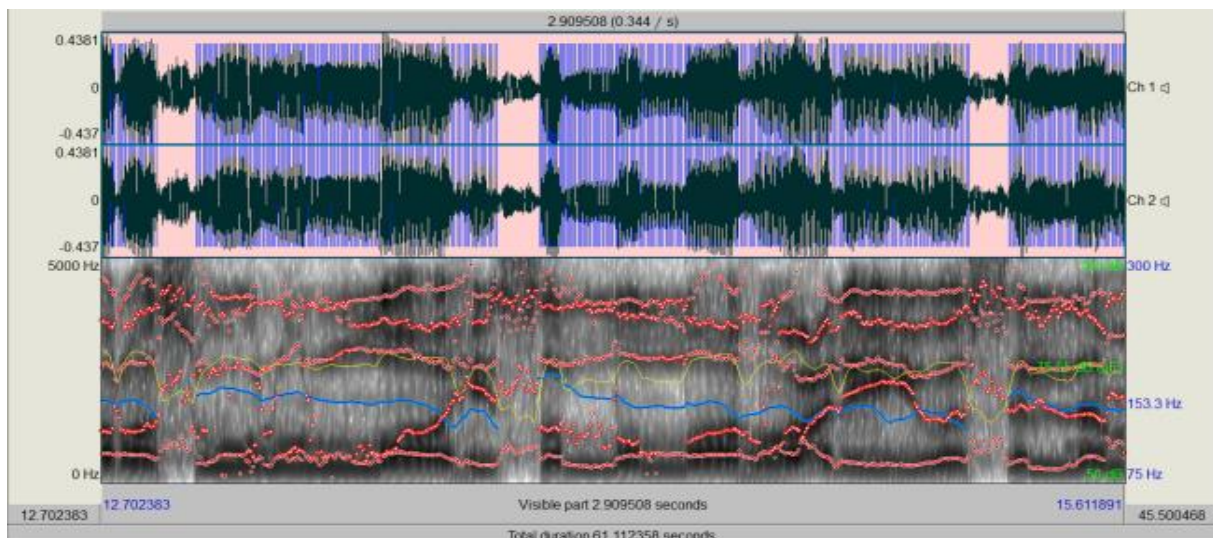 2.909508 (0.344 / s)
0.4381
0
-0.437
Ch 1
0.4381
0
-0.437
Ch 2
5000 Hz
300 Hz
153.3 Hz
0 Hz
50 dB
75 Hz
12.702383
Visible part 2.909508 seconds
15.611891
12.702383
45.500468
Total duration 61.112358 seconds